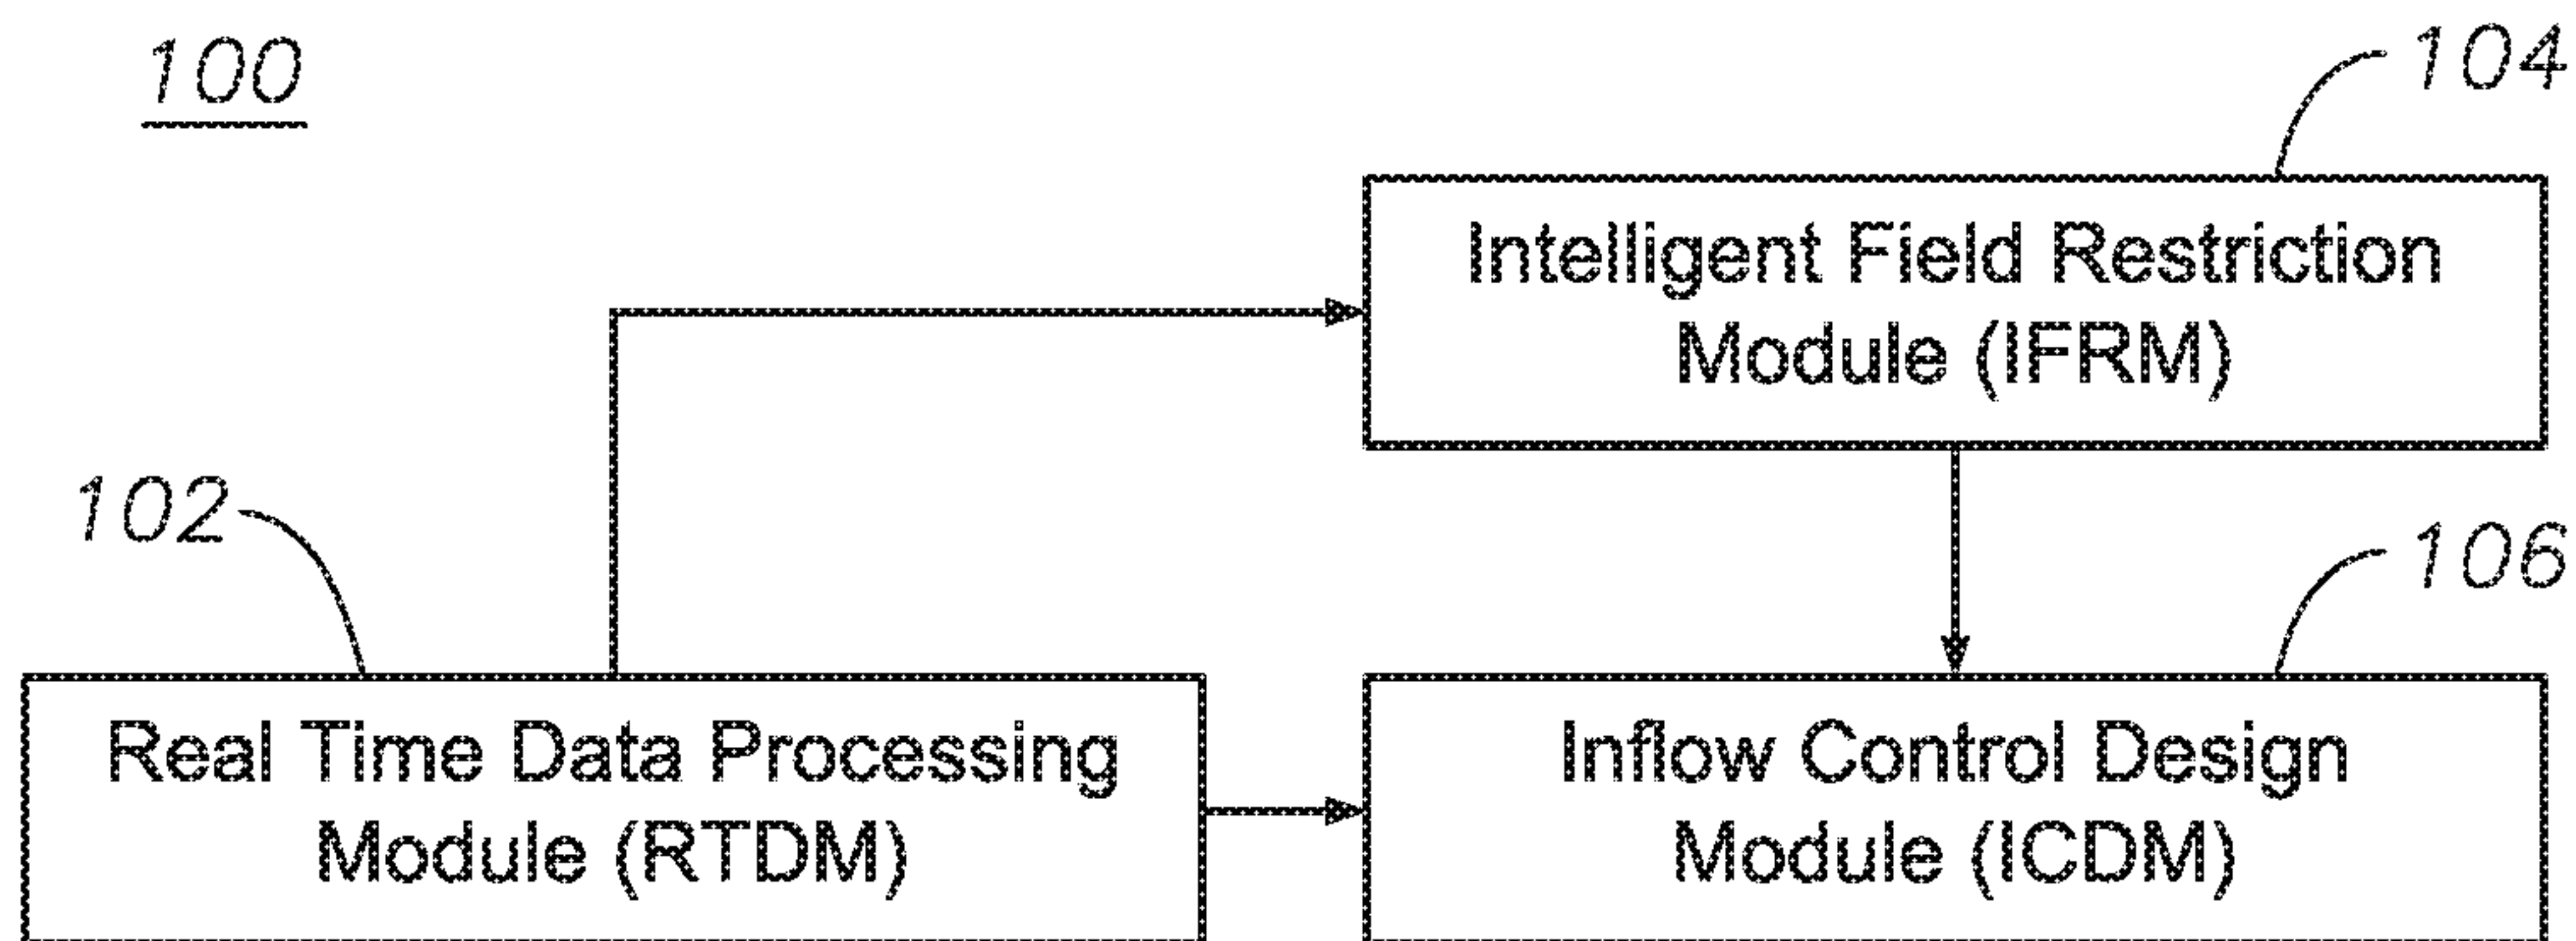 100
104
Intelligent Field Restriction
Module (IFRM)
102
106
Real Time Data Processing
Module (RTDM)
Inflow Control Design
Module (ICDM)